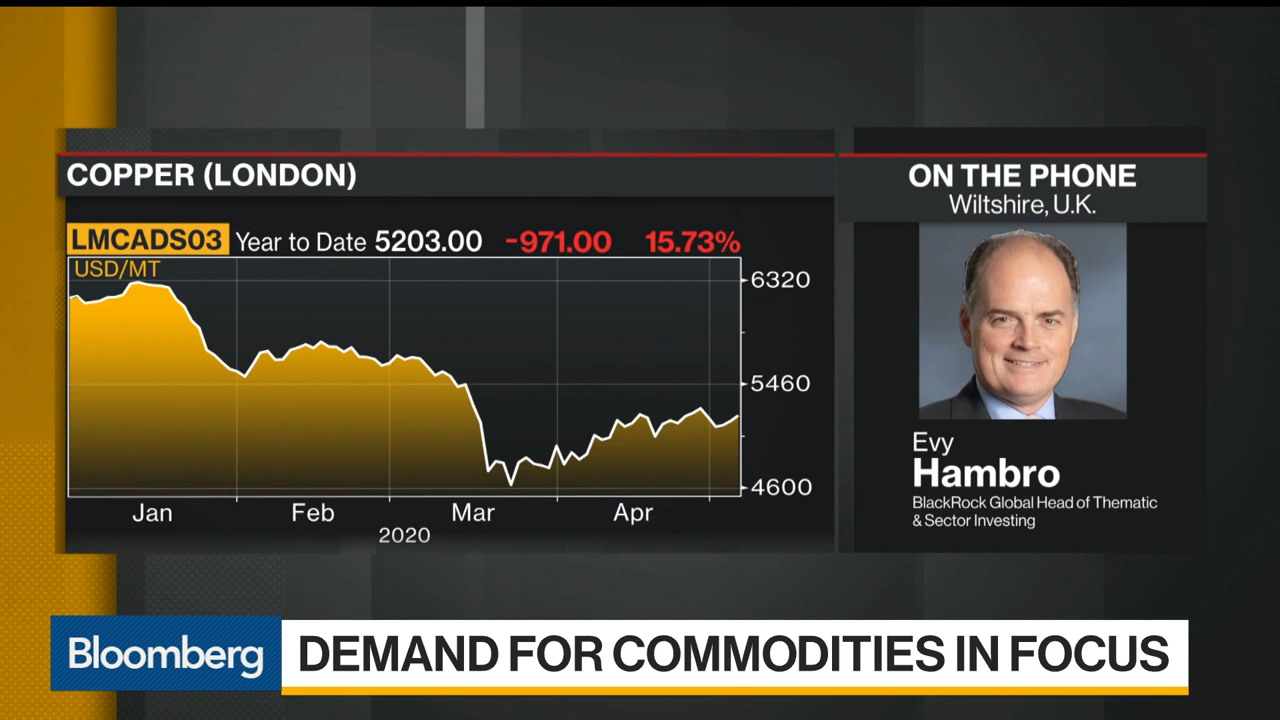 COPPER (LONDON)
LMCADS03 Year to Date 5203.00 -971.00 15.73%
USD/MT
6320
5460
4600
Jan Feb Mar Apr
2020
ON THE PHONE
Wiltshire, U.K.
Evy
Hambro
BlackRock Global Head of Thematic
& Sector Investing
Bloomberg
DEMAND FOR COMMODITIES IN FOCUS